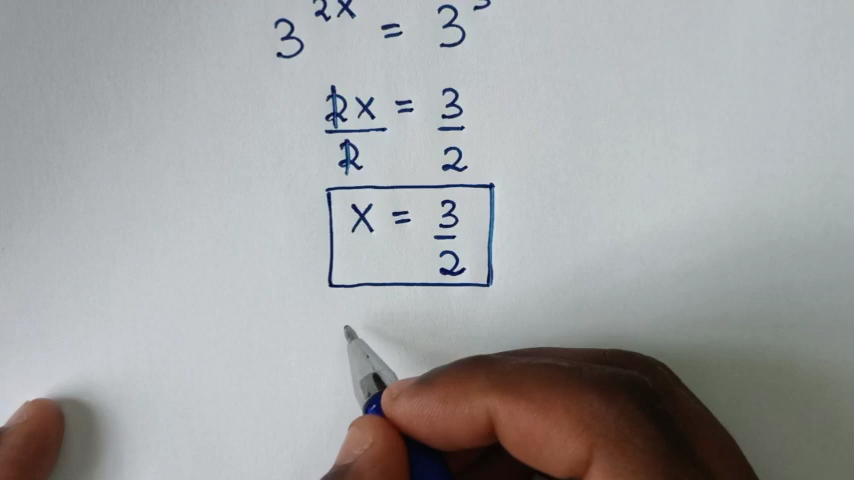 3^{2x} = 3^3
2x/2 = 3/2
x = 3/2